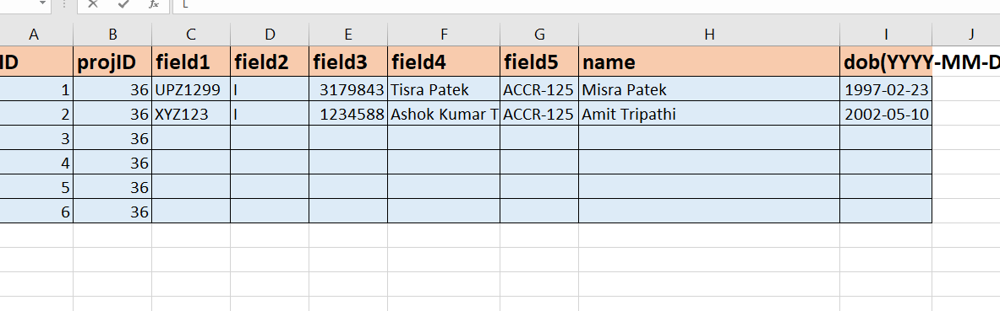 fx L
A B C D E F G H I J
ID projID field1 field2 field3 field4 field5 name dob(YYYY-MM-D
1 36 UPZ1299 I 3179843 Tisra Patek ACCR-125 Misra Patek 1997-02-23
2 36 XYZ123 I 1234588 Ashok Kumar T ACCR-125 Amit Tripathi 2002-05-10
3 36
4 36
5 36
6 36